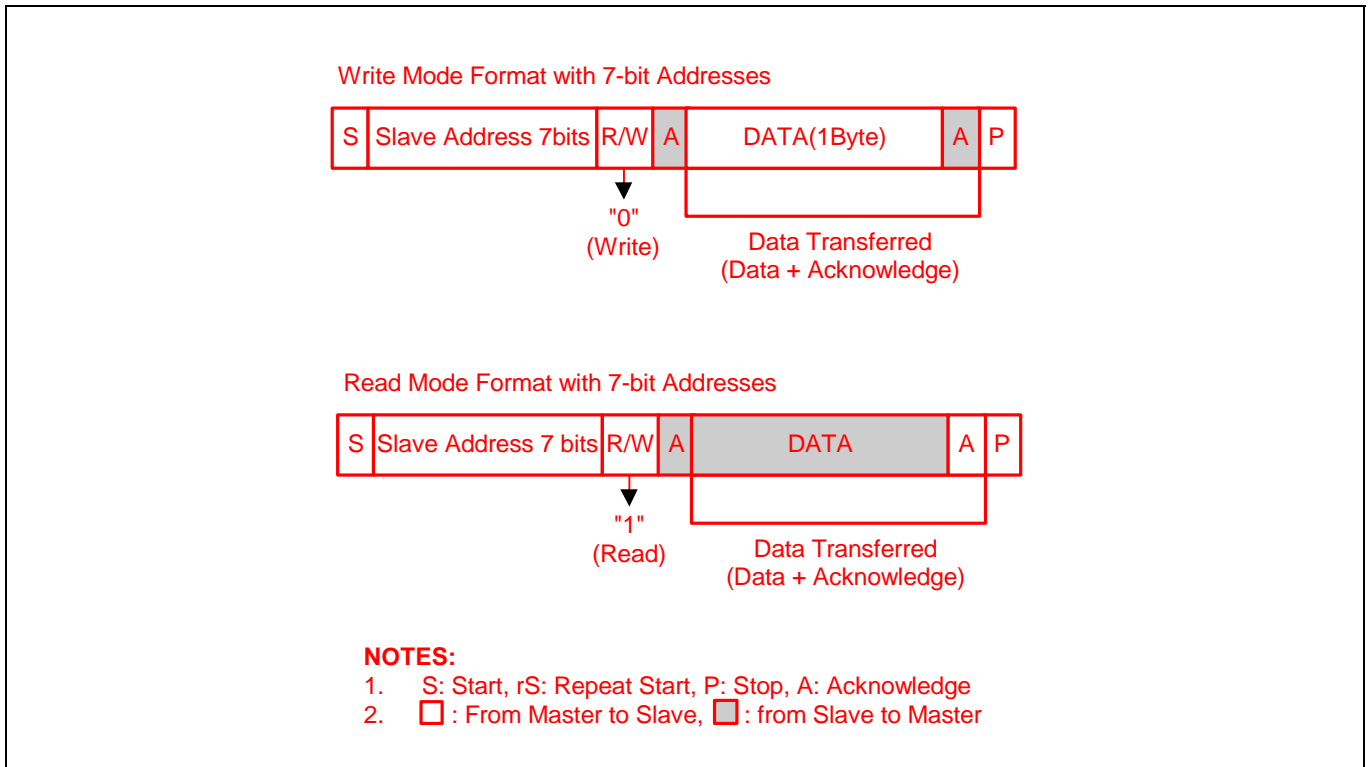 Write Mode Format with 7-bit Addresses
S Slave Address 7bits R/W A DATA(1Byte) A P
"0"
(Write)
Data Transferred
(Data + Acknowledge)
Read Mode Format with 7-bit Addresses
S Slave Address 7 bits R/W A DATA A P
"1"
(Read)
Data Transferred
(Data + Acknowledge)
NOTES:
1. S: Start, rS: Repeat Start, P: Stop, A: Acknowledge
2. : From Master to Slave, : from Slave to Master